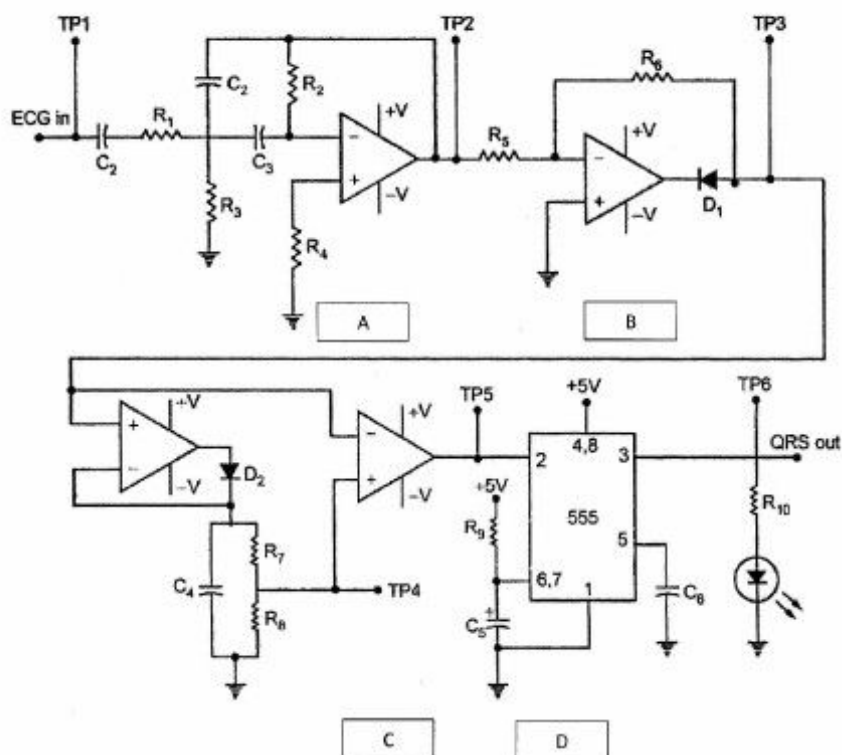 TP1
TP2
TP3
ECG in
C2
R1
C2
R3
C3
R2
R4
+V
−
+
−V
R5
R6
−
+
+V
−V
D1
A
B
+
−
+V
−V
D2
C4
R7
R8
TP4
−
+
+V
−V
TP5
+5V
4,8
2
3
555
5
6,7
1
+5V
R9
+
C5
C6
TP6
QRS out
R10
C
D